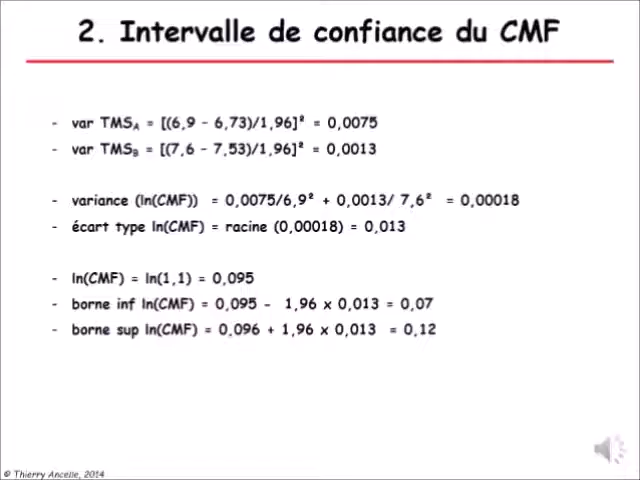 2. Intervalle de confiance du CMF
- var TMS_A = [(6,9 - 6,73)/1,96]² = 0,0075
- var TMS_B = [(7,6 - 7,53)/1,96]² = 0,0013
- variance (ln(CMF)) = 0,0075/6,9² + 0,0013/ 7,6² = 0,00018
- écart type ln(CMF) = racine (0,00018) = 0,013
- ln(CMF) = ln(1,1) = 0,095
- borne inf ln(CMF) = 0,095 - 1,96 x 0,013 = 0,07
- borne sup ln(CMF) = 0,096 + 1,96 x 0,013 = 0,12
© Thierry Ancelle, 2014